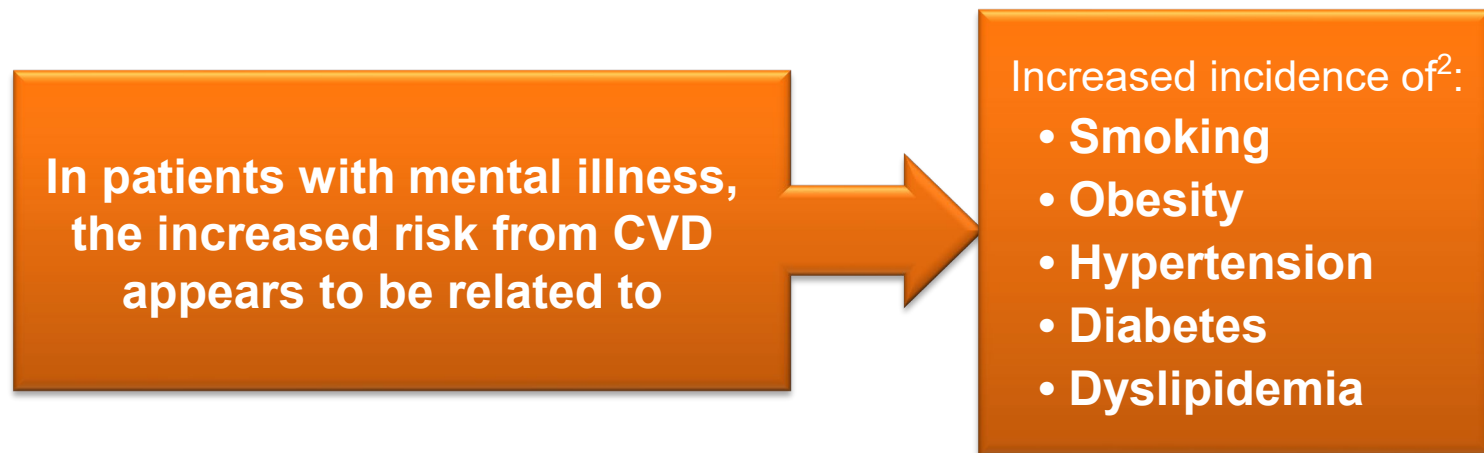 In patients with mental illness,
the increased risk from CVD
appears to be related to
Increased incidence of²:
• Smoking
• Obesity
• Hypertension
• Diabetes
• Dyslipidemia